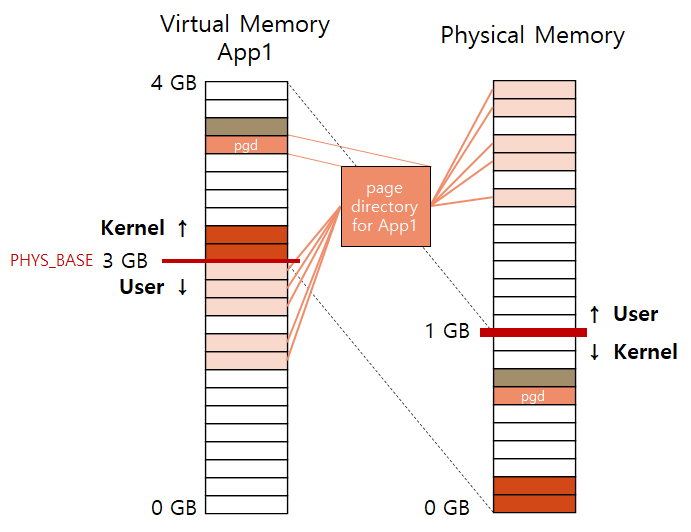 Virtual Memory
App1
Physical Memory
4 GB
pgd
page
directory
for App1
Kernel ↑
PHYS_BASE 3 GB
User ↓
↑ User
1 GB
↓ Kernel
pgd
0 GB
0 GB